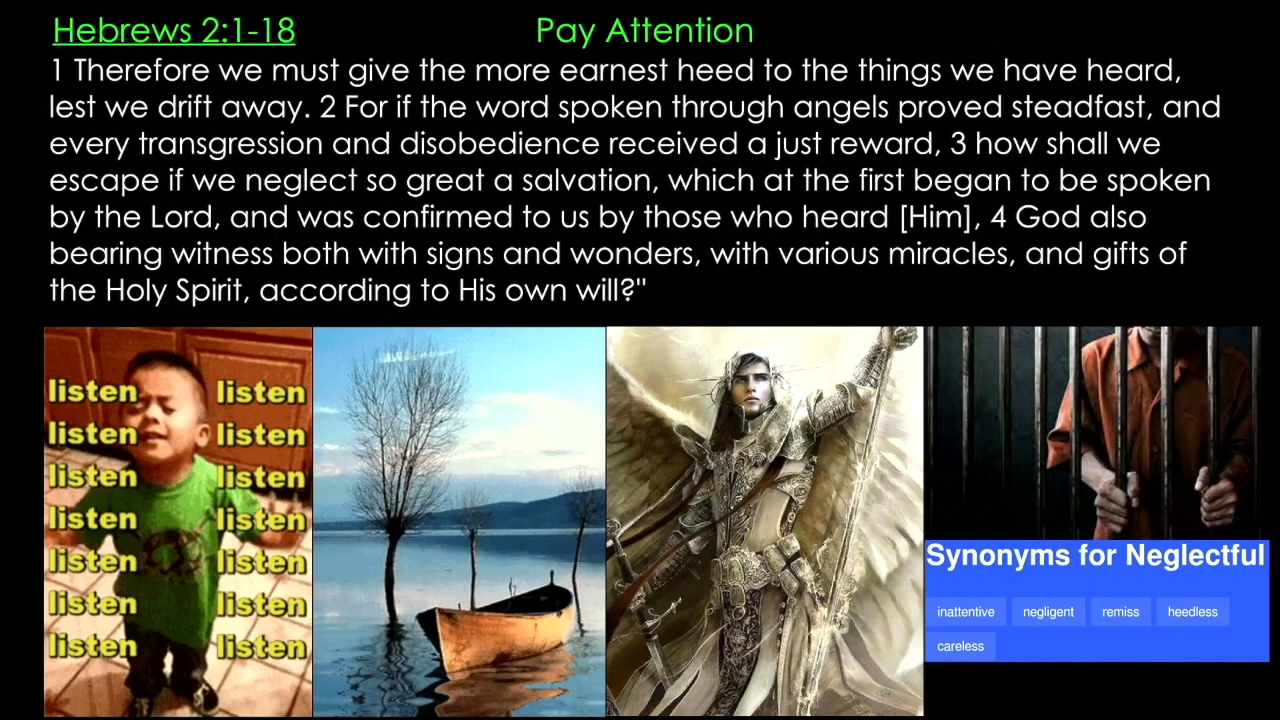 Hebrews 2:1-18 Pay Attention
1 Therefore we must give the more earnest heed to the things we have heard,
lest we drift away. 2 For if the word spoken through angels proved steadfast, and
every transgression and disobedience received a just reward, 3 how shall we
escape if we neglect so great a salvation, which at the first began to be spoken
by the Lord, and was confirmed to us by those who heard [Him], 4 God also
bearing witness both with signs and wonders, with various miracles, and gifts of
the Holy Spirit, according to His own will?"
listen listen
listen listen
listen listen
listen listen
listen listen
listen listen
listen listen
Synonyms for Neglectful
inattentive negligent remiss heedless
careless